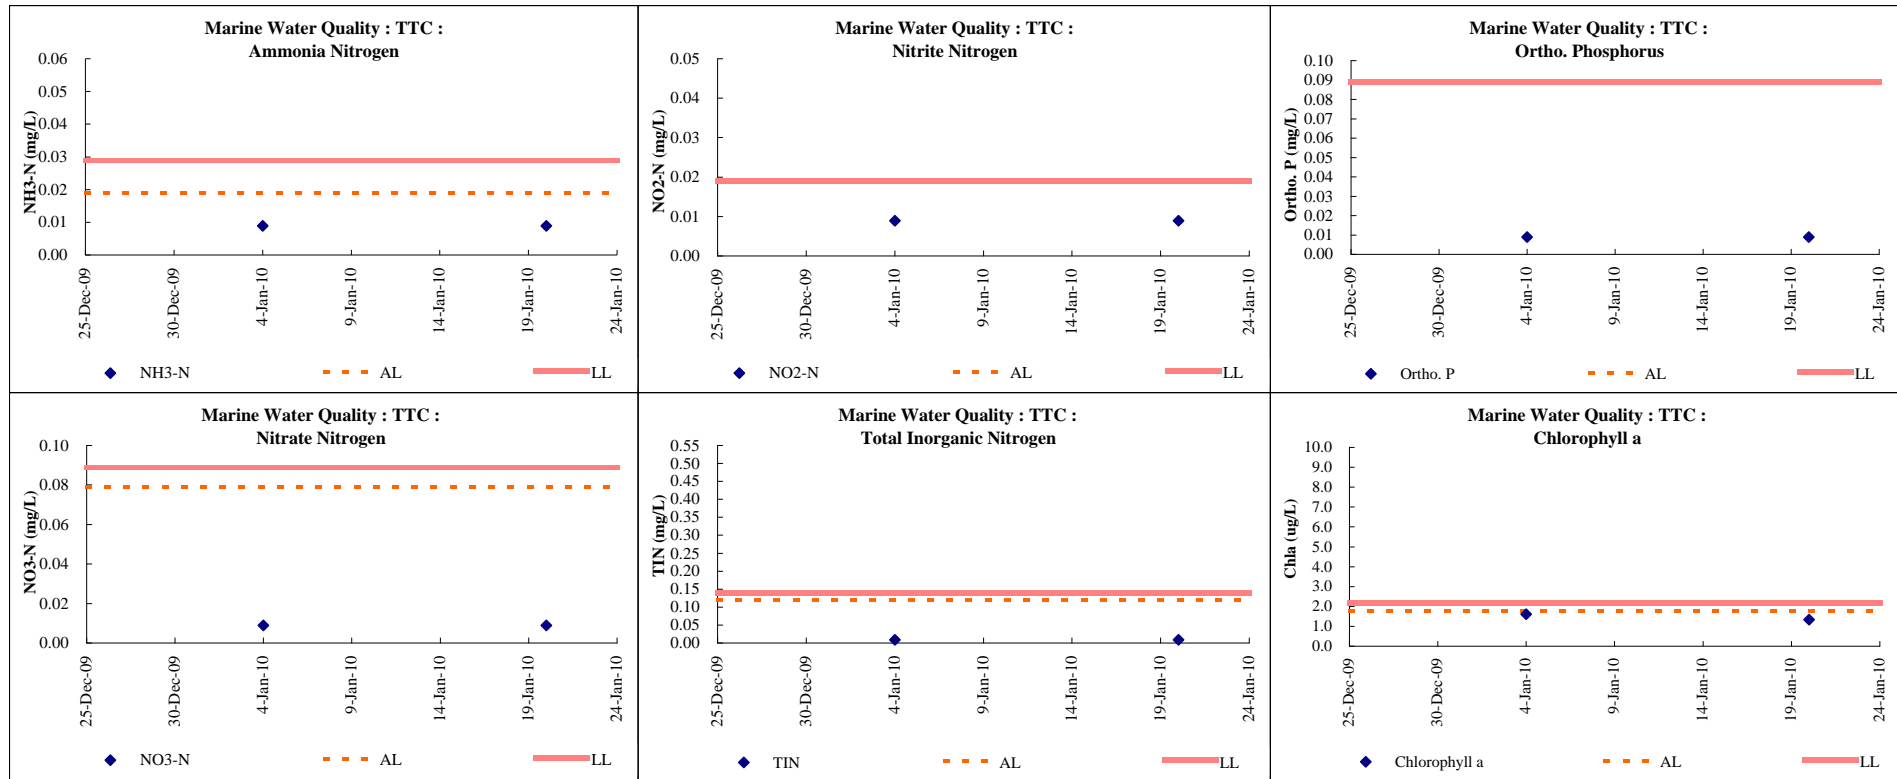 Marine Water Quality : TTC :
Ammonia Nitrogen
0.06
0.05
0.04
0.03
0.02
0.01
0.00
NH3-N (mg/L)
25-Dec-09
30-Dec-09
4-Jan-10
9-Jan-10
14-Jan-10
19-Jan-10
24-Jan-10
NH3-N AL LL
Marine Water Quality : TTC :
Nitrite Nitrogen
0.05
0.04
0.03
0.02
0.01
0.00
NO2-N (mg/L)
25-Dec-09
30-Dec-09
4-Jan-10
9-Jan-10
14-Jan-10
19-Jan-10
24-Jan-10
NO2-N AL LL
Marine Water Quality : TTC :
Ortho. Phosphorus
0.10
0.09
0.08
0.07
0.06
0.05
0.04
0.03
0.02
0.01
0.00
Ortho. P (mg/L)
25-Dec-09
30-Dec-09
4-Jan-10
9-Jan-10
14-Jan-10
19-Jan-10
24-Jan-10
Ortho. P AL LL
Marine Water Quality : TTC :
Nitrate Nitrogen
0.10
0.08
0.06
0.04
0.02
0.00
NO3-N (mg/L)
25-Dec-09
30-Dec-09
4-Jan-10
9-Jan-10
14-Jan-10
19-Jan-10
24-Jan-10
NO3-N AL LL
Marine Water Quality : TTC :
Total Inorganic Nitrogen
0.55
0.50
0.45
0.40
0.35
0.30
0.25
0.20
0.15
0.10
0.05
0.00
TIN (mg/L)
25-Dec-09
30-Dec-09
4-Jan-10
9-Jan-10
14-Jan-10
19-Jan-10
24-Jan-10
TIN AL LL
Marine Water Quality : TTC :
Chlorophyll a
10.0
9.0
8.0
7.0
6.0
5.0
4.0
3.0
2.0
1.0
0.0
Chla (ug/L)
25-Dec-09
30-Dec-09
4-Jan-10
9-Jan-10
14-Jan-10
19-Jan-10
24-Jan-10
Chlorophyll a AL LL